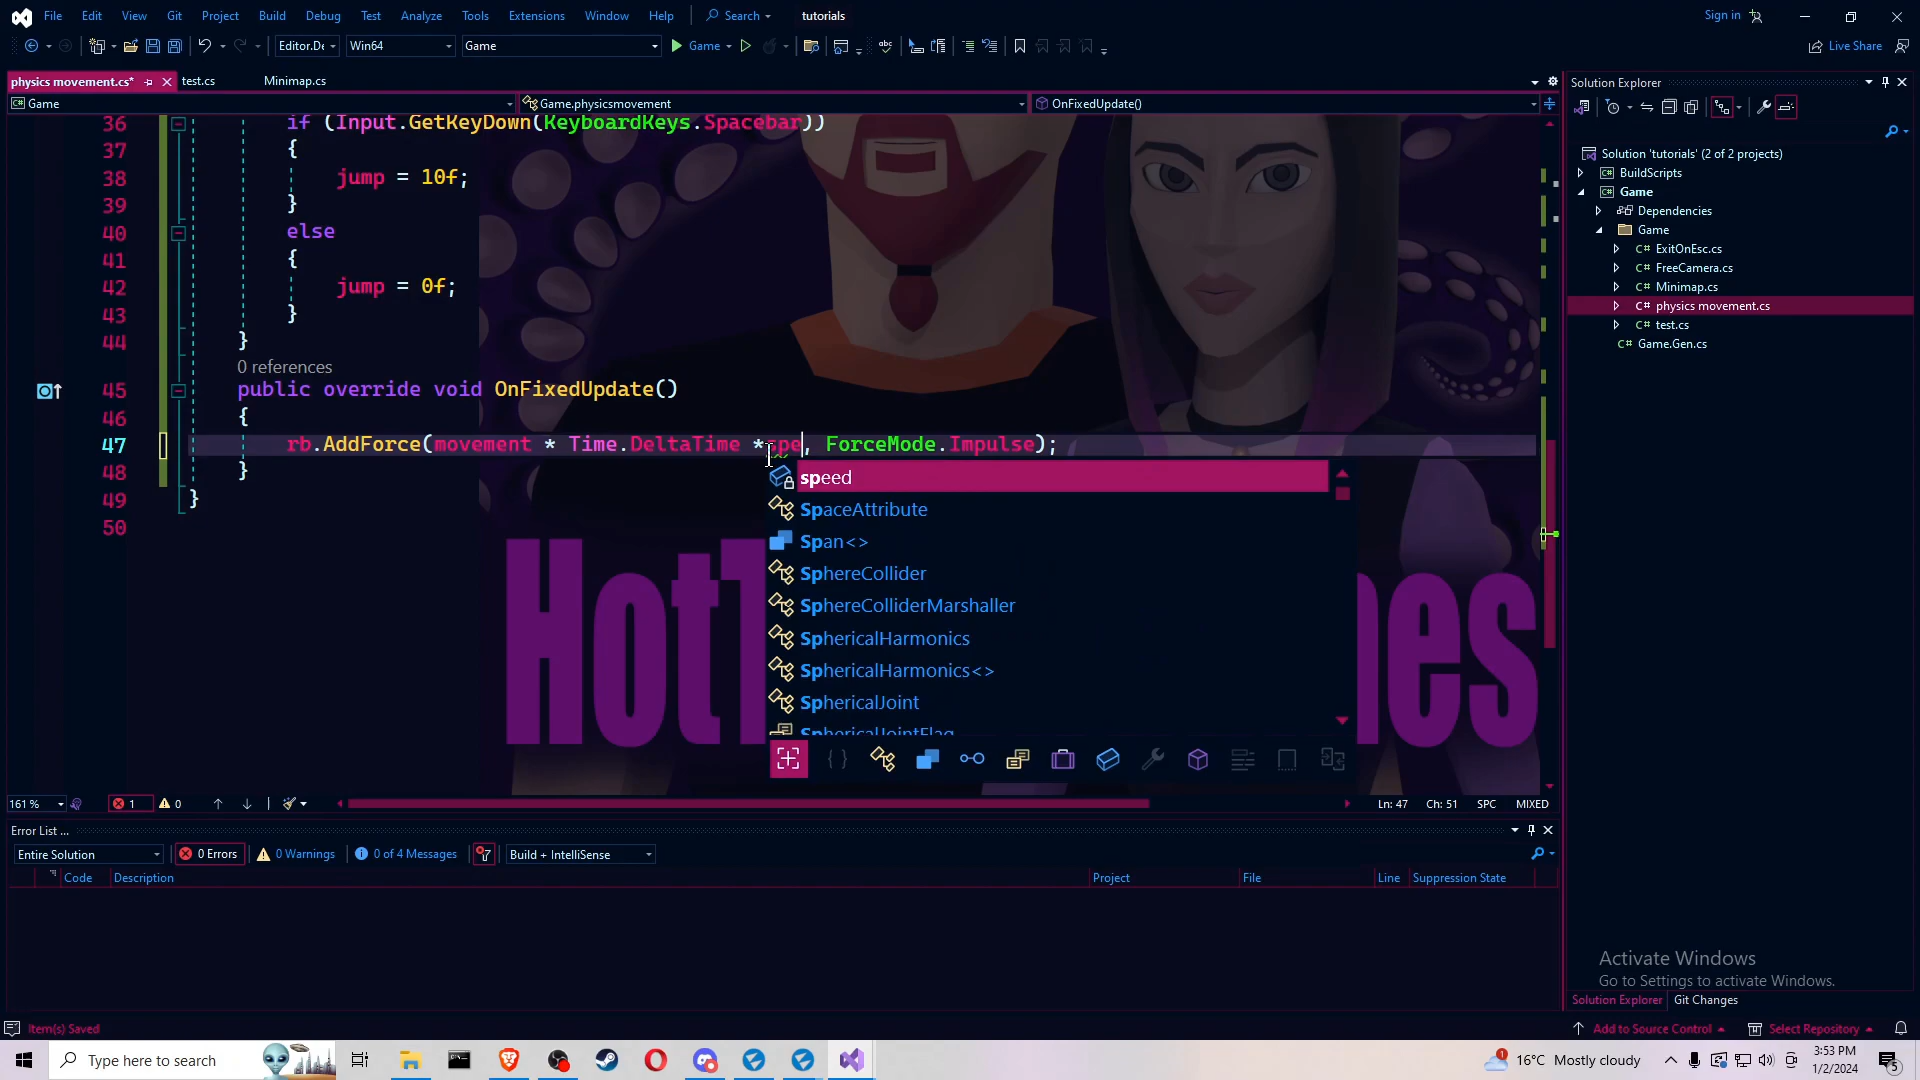 File Edit View Git Project Build Debug Test Analyze Tools Extensions Window Help Search tutorials Sign in
Editor.De Win64 Game Game Live Share
physics movement.cs* test.cs Minimap.cs
Game Game.physicsmovement OnFixedUpdate()
36 if (Input.GetKeyDown(KeyboardKeys.Spacebar))
37 {
38 jump = 10f;
39 }
40 else
41 {
42 jump = 0f;
43 }
44 }
0 references
45 public override void OnFixedUpdate()
46 {
47 rb.AddForce(movement * Time.DeltaTime *spe, ForceMode.Impulse);
48 }
49 }
50
speed
SpaceAttribute
Span<>
SphereCollider
SphereColliderMarshaller
SphericalHarmonics
SphericalHarmonics<>
SphericalJoint
SphericalJointFlag
HotT
es
161 % 1 0 Ln: 47 Ch: 51 SPC MIXED
Error List ...
Entire Solution 0 Errors 0 Warnings 0 of 4 Messages Build + IntelliSense
Code Description Project File Line Suppression State
Solution Explorer
Solution 'tutorials' (2 of 2 projects)
BuildScripts
Game
Dependencies
Game
ExitOnEsc.cs
FreeCamera.cs
Minimap.cs
physics movement.cs
test.cs
Game.Gen.cs
Activate Windows
Go to Settings to activate Windows.
Solution Explorer Git Changes
Item(s) Saved Add to Source Control Select Repository
Type here to search 1 16°C Mostly cloudy 3:53 PM
1/2/2024 5